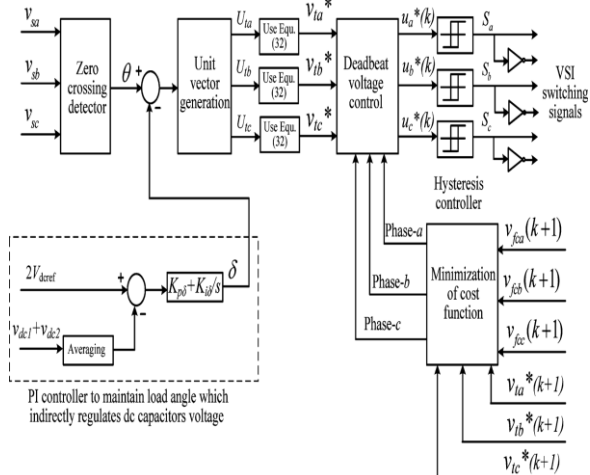 v_sa
v_sb
v_sc
Zero
crossing
detector
θ + -
Unit
vector
generation
U_ta
U_tb
U_tc
Use Equ.
(32)
Use Equ.
(32)
Use Equ.
(32)
v_ta*
v_tb*
v_tc*
Deadbeat
voltage
control
u_a*(k)
u_b*(k)
u_c*(k)
S_a
S_b
S_c
VSI
switching
signals
Hysteresis
controller
2V_dcref
+ -
K_pδ+K_iδ/s
δ
v_dc1+v_dc2
Averaging
PI controller to maintain load angle which
indirectly regulates dc capacitors voltage
Phase-a
Phase-b
Phase-c
Minimization
of cost
function
v_fca(k+1)
v_fcb(k+1)
v_fcc(k+1)
v_ta*(k+1)
v_tb*(k+1)
v_tc*(k+1)